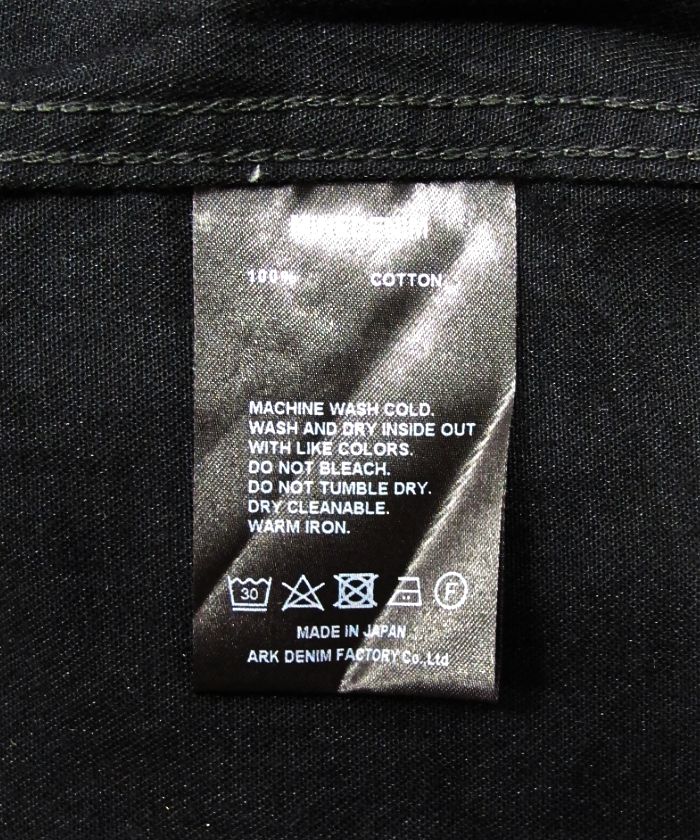 100% COTTON
MACHINE WASH COLD.
WASH AND DRY INSIDE OUT
WITH LIKE COLORS.
DO NOT BLEACH.
DO NOT TUMBLE DRY.
DRY CLEANABLE.
WARM IRON.
30 F
MADE IN JAPAN
ARK DENIM FACTORY Co.,Ltd